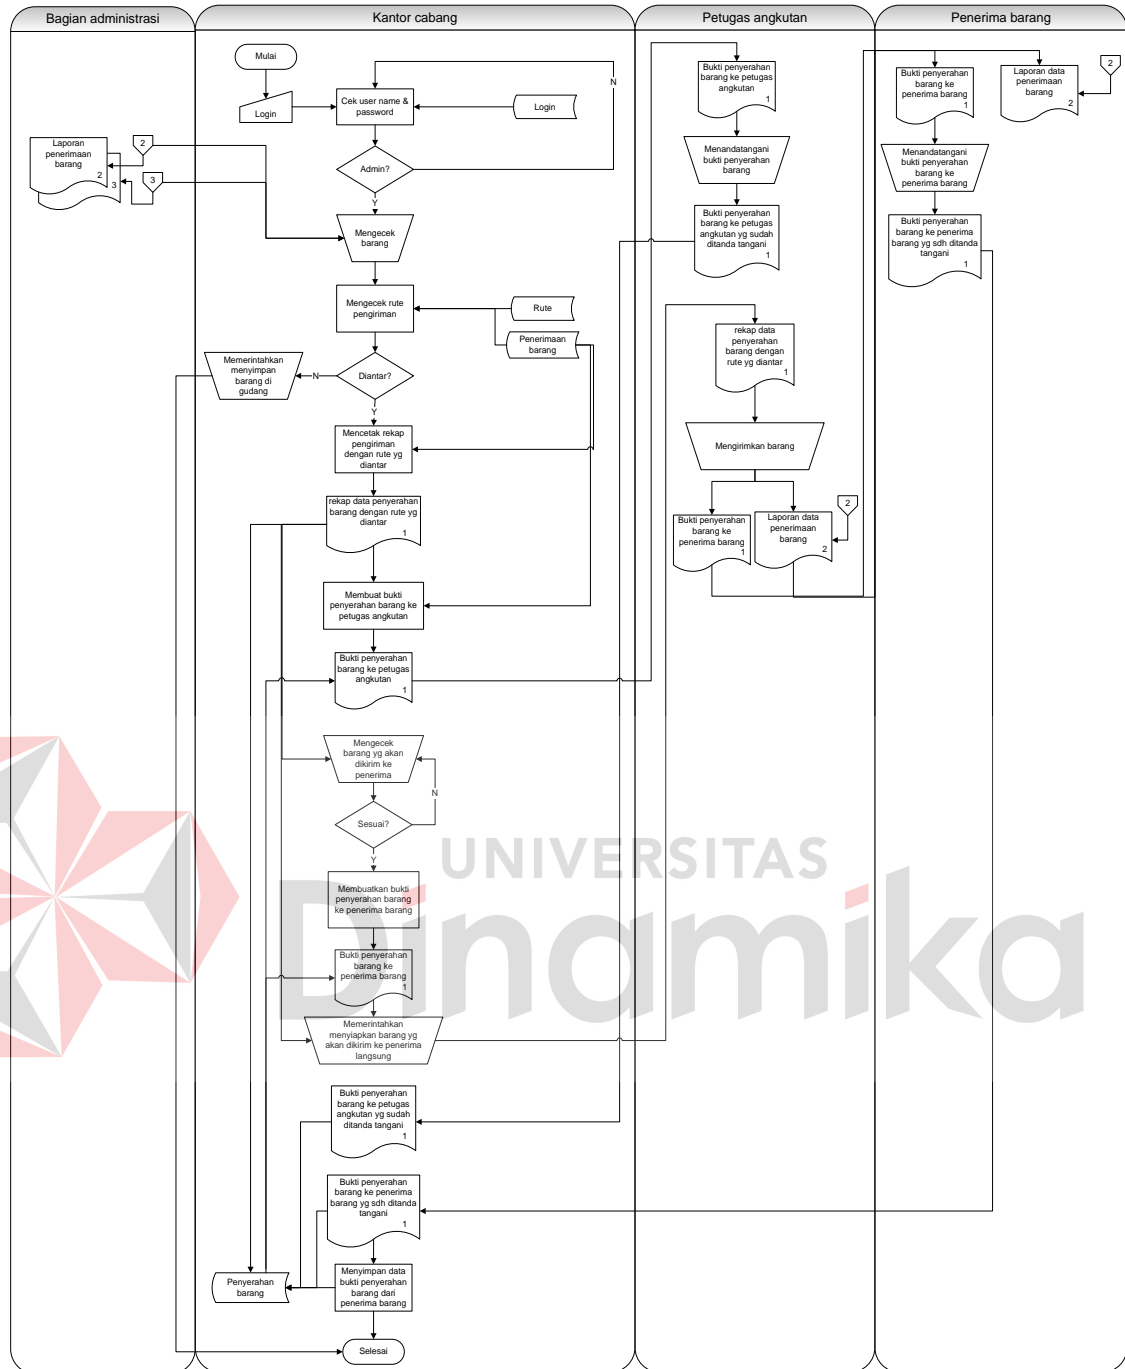 Bagian administrasi
Kantor cabang
Petugas angkutan
Penerima barang
Mulai
Login
Cek user name &
password
Login
N
Admin?
Y
Laporan
penerimaan
barang
2
3
2
3
Mengecek
barang
Mengecek rute
pengiriman
Rute
Penerimaan
barang
Diantar?
N
Y
Memerintahkan
menyimpan
barang di
gudang
Mencetak rekap
pengiriman
dengan rute yg
diantar
rekap data penyerahan
barang dengan rute yg
diantar
1
Membuat bukti
penyerahan barang ke
petugas angkutan
Bukti penyerahan
barang ke petugas
angkutan
1
Mengecek
barang yg akan
dikirim ke
penerima
N
Sesuai?
Y
Membuatkan bukti
penyerahan barang
ke penerima barang
Bukti penyerahan
barang ke
penerima barang
1
Memerintahkan
menyiapkan barang yg
akan dikirim ke penerima
langsung
Bukti penyerahan
barang ke petugas
angkutan yg sudah
ditanda tangani
1
Bukti penyerahan
barang ke penerima
barang yg sdh ditanda
tangani
1
Penyerahan
barang
Menyimpan data
bukti penyerahan
barang dari
penerima barang
Selesai
Bukti penyerahan
barang ke petugas
angkutan
1
Menandatangani
bukti penyerahan
barang
Bukti penyerahan
barang ke petugas
angkutan yg sudah
ditanda tangani
1
rekap data
penyerahan
barang dengan
rute yg diantar
1
Mengirimkan barang
Bukti penyerahan
barang ke
penerima barang
1
Laporan data
penerimaan
barang
2
2
Bukti penyerahan
barang ke
penerima barang
1
Laporan data
penerimaan
barang
2
2
Menandatangani
bukti penyerahan
barang ke
penerima barang
Bukti penyerahan
barang ke penerima
barang yg sdh ditanda
tangani
1
UNIVERSITAS
Dinamika